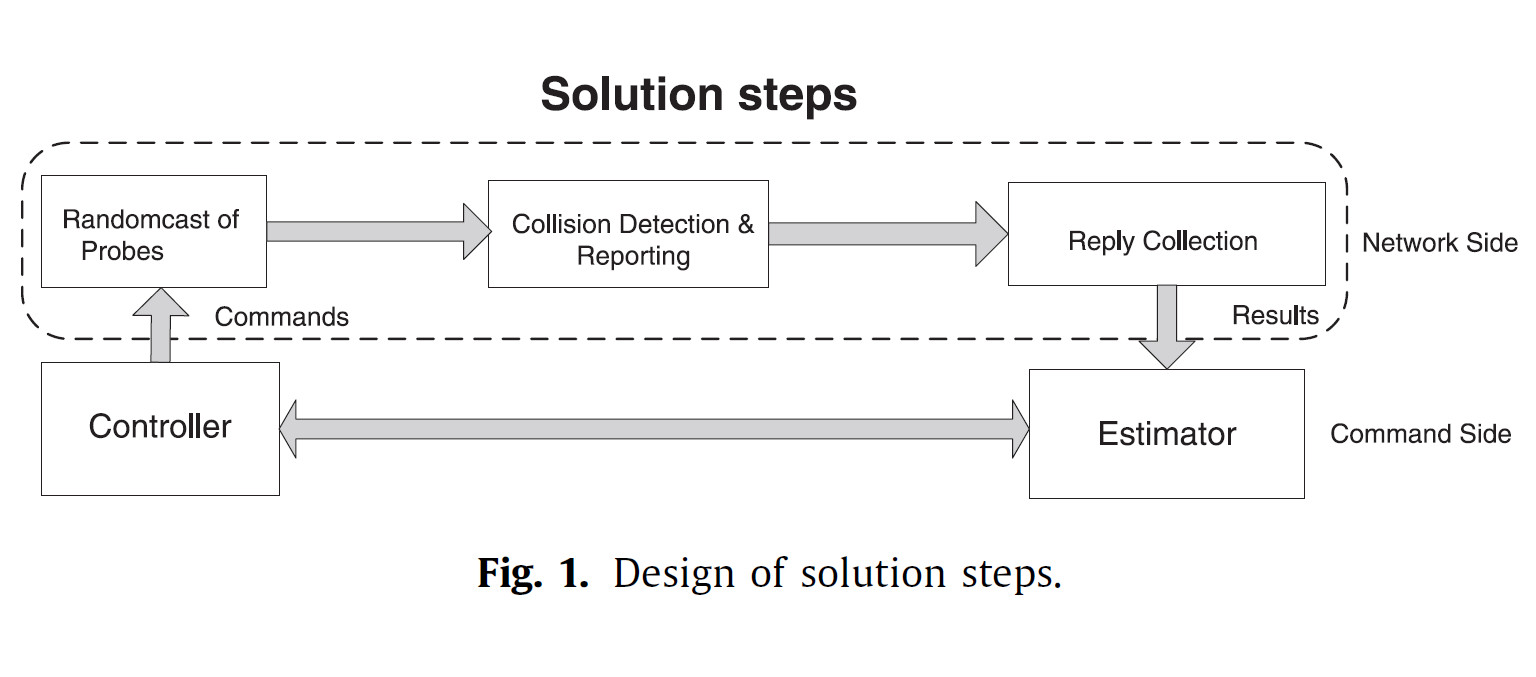 Solution steps
Randomcast of
Probes
Collision Detection &
Reporting
Reply Collection
Network Side
Commands
Results
Controller
Estimator
Command Side
Fig. 1. Design of solution steps.